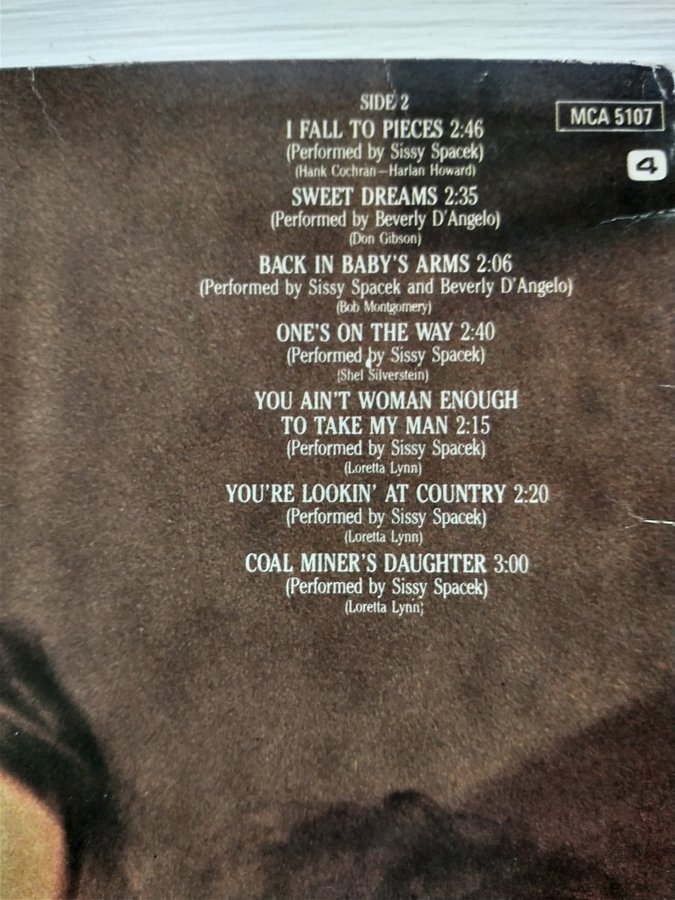 SIDE 2
MCA 5107
4
I FALL TO PIECES 2:46
(Performed by Sissy Spacek)
(Hank Cochran—Harlan Howard)
SWEET DREAMS 2:35
(Performed by Beverly D'Angelo)
(Don Gibson)
BACK IN BABY'S ARMS 2:06
(Performed by Sissy Spacek and Beverly D'Angelo)
(Bob Montgomery)
ONE'S ON THE WAY 2:40
(Performed by Sissy Spacek)
(Shel Silverstein)
YOU AIN'T WOMAN ENOUGH
TO TAKE MY MAN 2:15
(Performed by Sissy Spacek)
(Loretta Lynn)
YOU'RE LOOKIN' AT COUNTRY 2:20
(Performed by Sissy Spacek)
(Loretta Lynn)
COAL MINER'S DAUGHTER 3:00
(Performed by Sissy Spacek)
(Loretta Lynn)